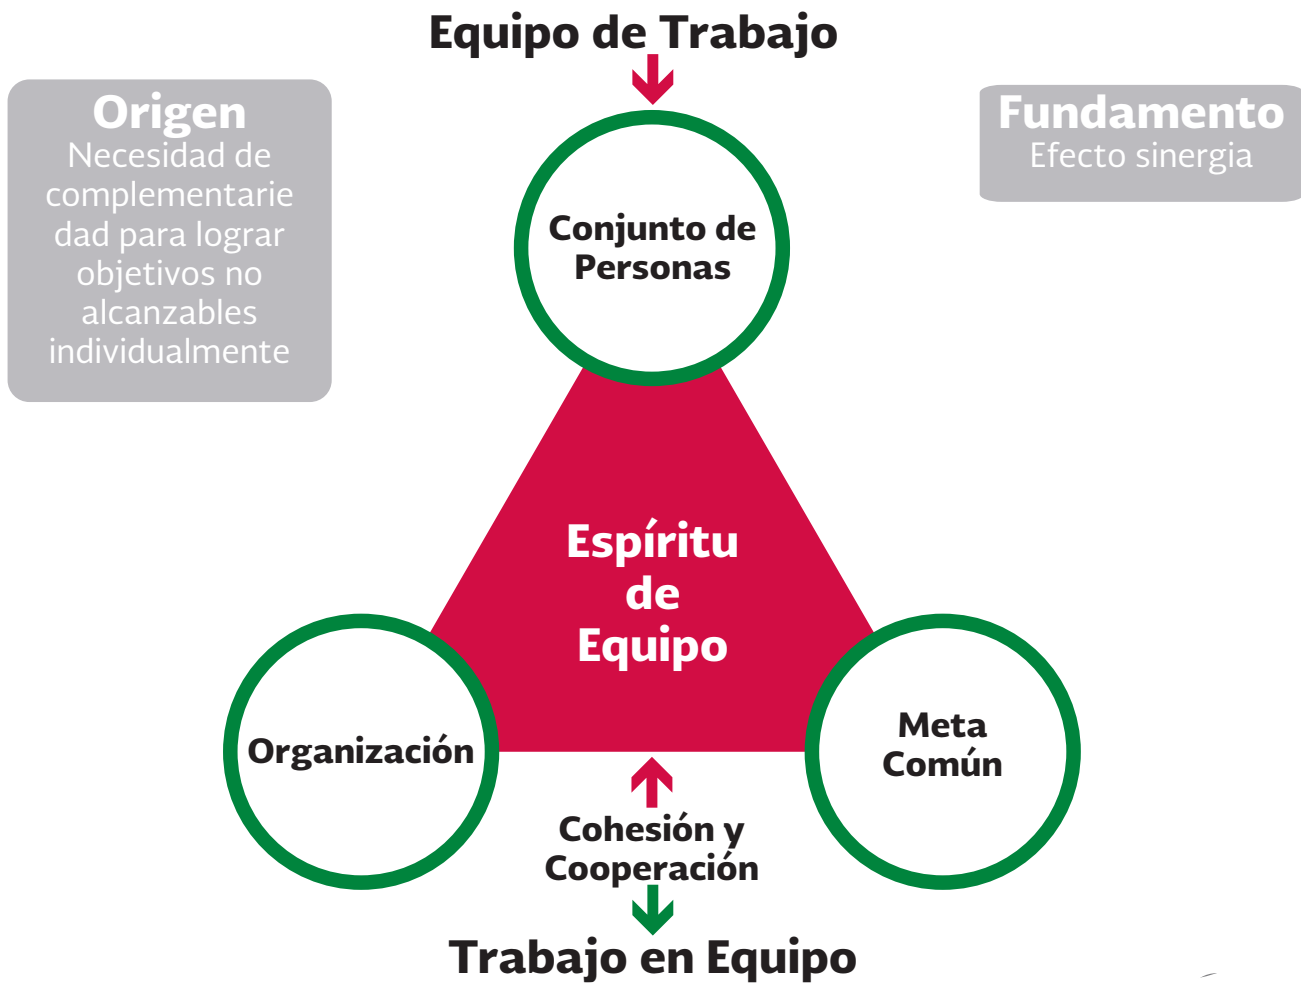 Equipo de Trabajo
Origen
Necesidad de
complementarie
dad para lograr
objetivos no
alcanzables
individualmente
Fundamento
Efecto sinergia
Conjunto de
Personas
Espíritu
de
Equipo
Organización
Meta
Común
Cohesión y
Cooperación
Trabajo en Equipo